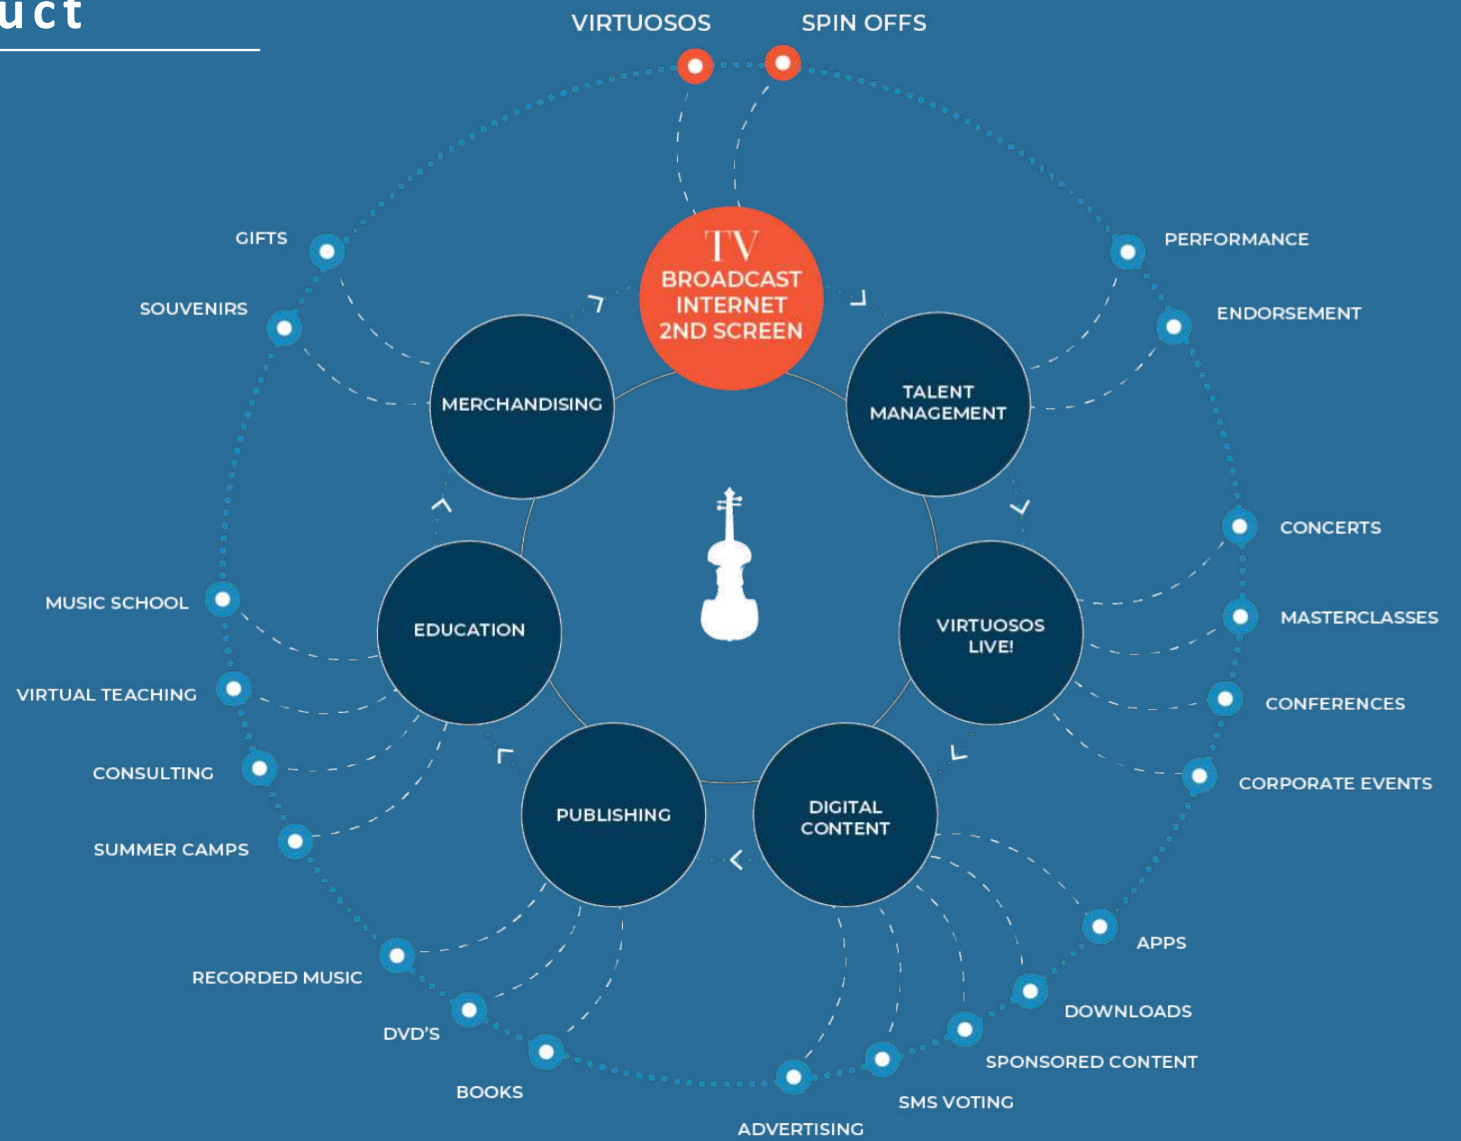 uct
VIRTUOSOS
SPIN OFFS
TV
BROADCAST
INTERNET
2ND SCREEN
GIFTS
SOUVENIRS
PERFORMANCE
ENDORSEMENT
MERCHANDISING
TALENT
MANAGEMENT
CONCERTS
MASTERCLASSES
CONFERENCES
CORPORATE EVENTS
MUSIC SCHOOL
VIRTUAL TEACHING
CONSULTING
SUMMER CAMPS
EDUCATION
VIRTUOSOS
LIVE!
PUBLISHING
DIGITAL
CONTENT
RECORDED MUSIC
DVD'S
BOOKS
APPS
DOWNLOADS
SPONSORED CONTENT
SMS VOTING
ADVERTISING